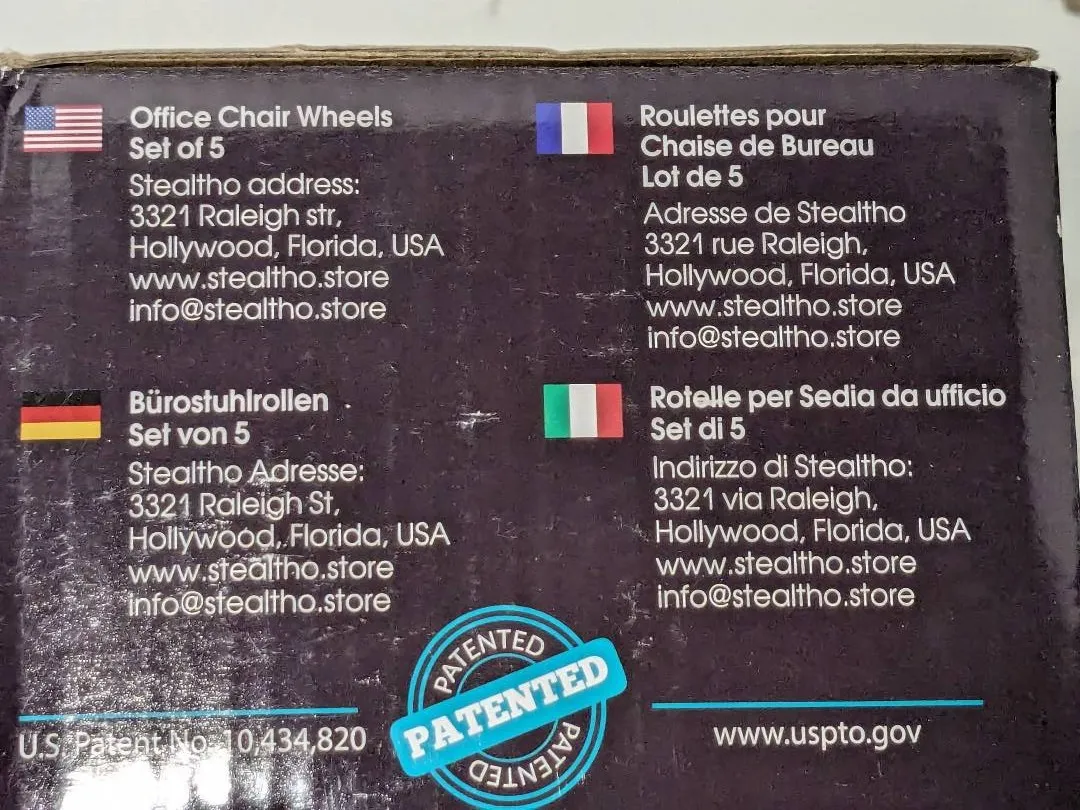 Office Chair Wheels
Set of 5
Stealtho address:
3321 Raleigh str,
Hollywood, Florida, USA
www.stealtho.store
info@stealtho.store
Roulettes pour
Chaise de Bureau
Lot de 5
Adresse de Stealtho
3321 rue Raleigh,
Hollywood, Florida, USA
www.stealtho.store
info@stealtho.store
Bürostuhlrollen
Set von 5
Stealtho Adresse:
3321 Raleigh St,
Hollywood, Florida, USA
www.stealtho.store
info@stealtho.store
Rotelle per Sedia da ufficio
Set di 5
Indirizzo di Stealtho:
3321 via Raleigh,
Hollywood, Florida, USA
www.stealtho.store
info@stealtho.store
U.S. Patent No. 10,434,820
PATENTED
PATENTED
PATENTED
PATENTED
www.uspto.gov